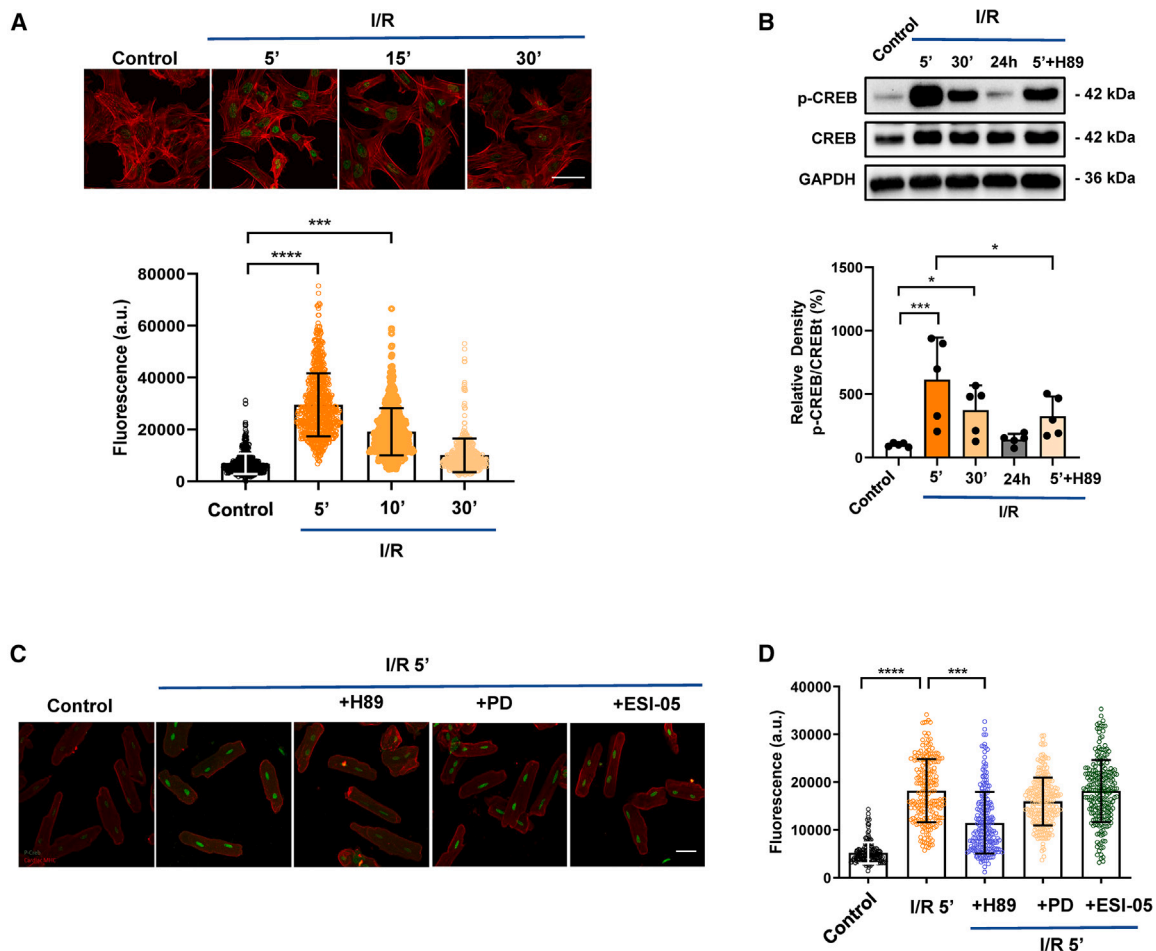 A
I/R
Control 5’ 15’ 30’
***
****
Fluorescence (a.u.)
80000
60000
40000
20000
0
Control 5’ 10’ 30’
I/R
B
I/R
Control 5’ 30’ 24h 5’+H89
p-CREB - 42 kDa
CREB - 42 kDa
GAPDH - 36 kDa
*
*
***
Relative Density
p-CREB/CREBt (%)
1500
1000
500
0
Control 5’ 30’ 24h 5’+H89
I/R
C
I/R 5’
Control +H89 +PD +ESI-05
D
**** ***
Fluorescence (a.u.)
40000
30000
20000
10000
0
Control I/R 5’ +H89 +PD +ESI-05
I/R 5’